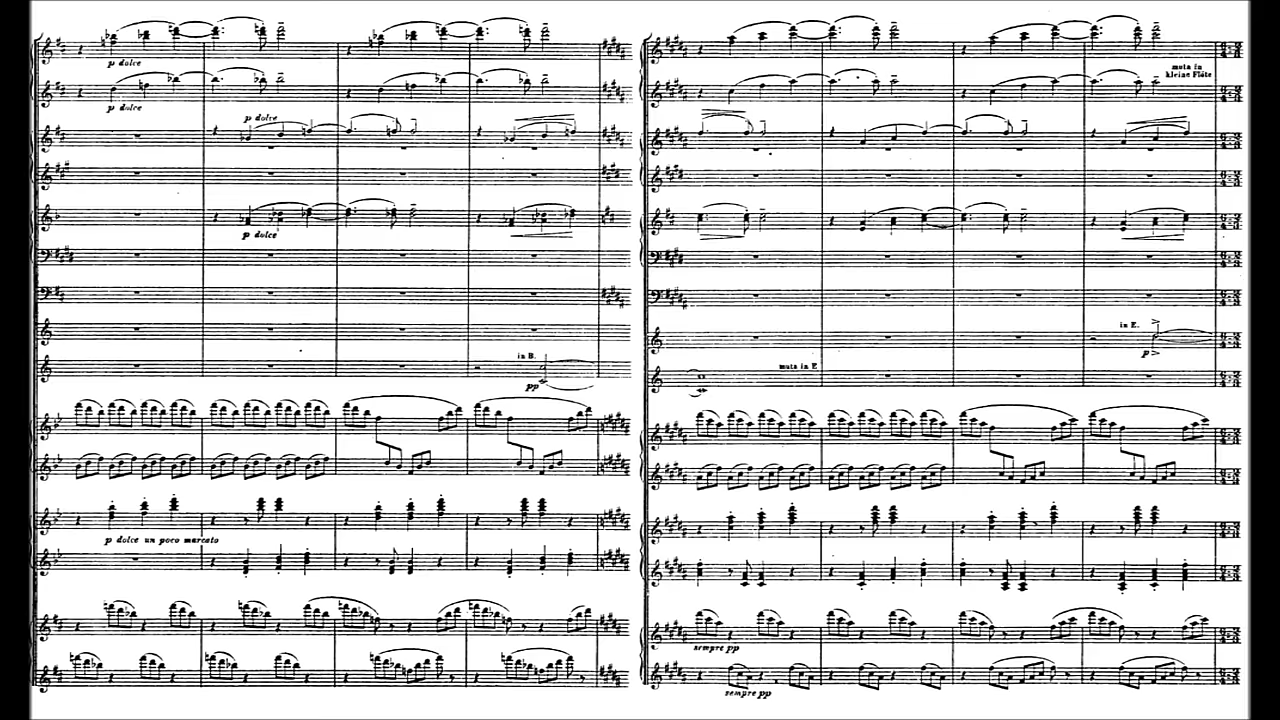 p dolce
p dolce
p dolce
p dolce
in B.
pp
p dolce un poco marcato
muta in
kleine Flöte
in E.
p
muta in E
sempre pp
sempre pp